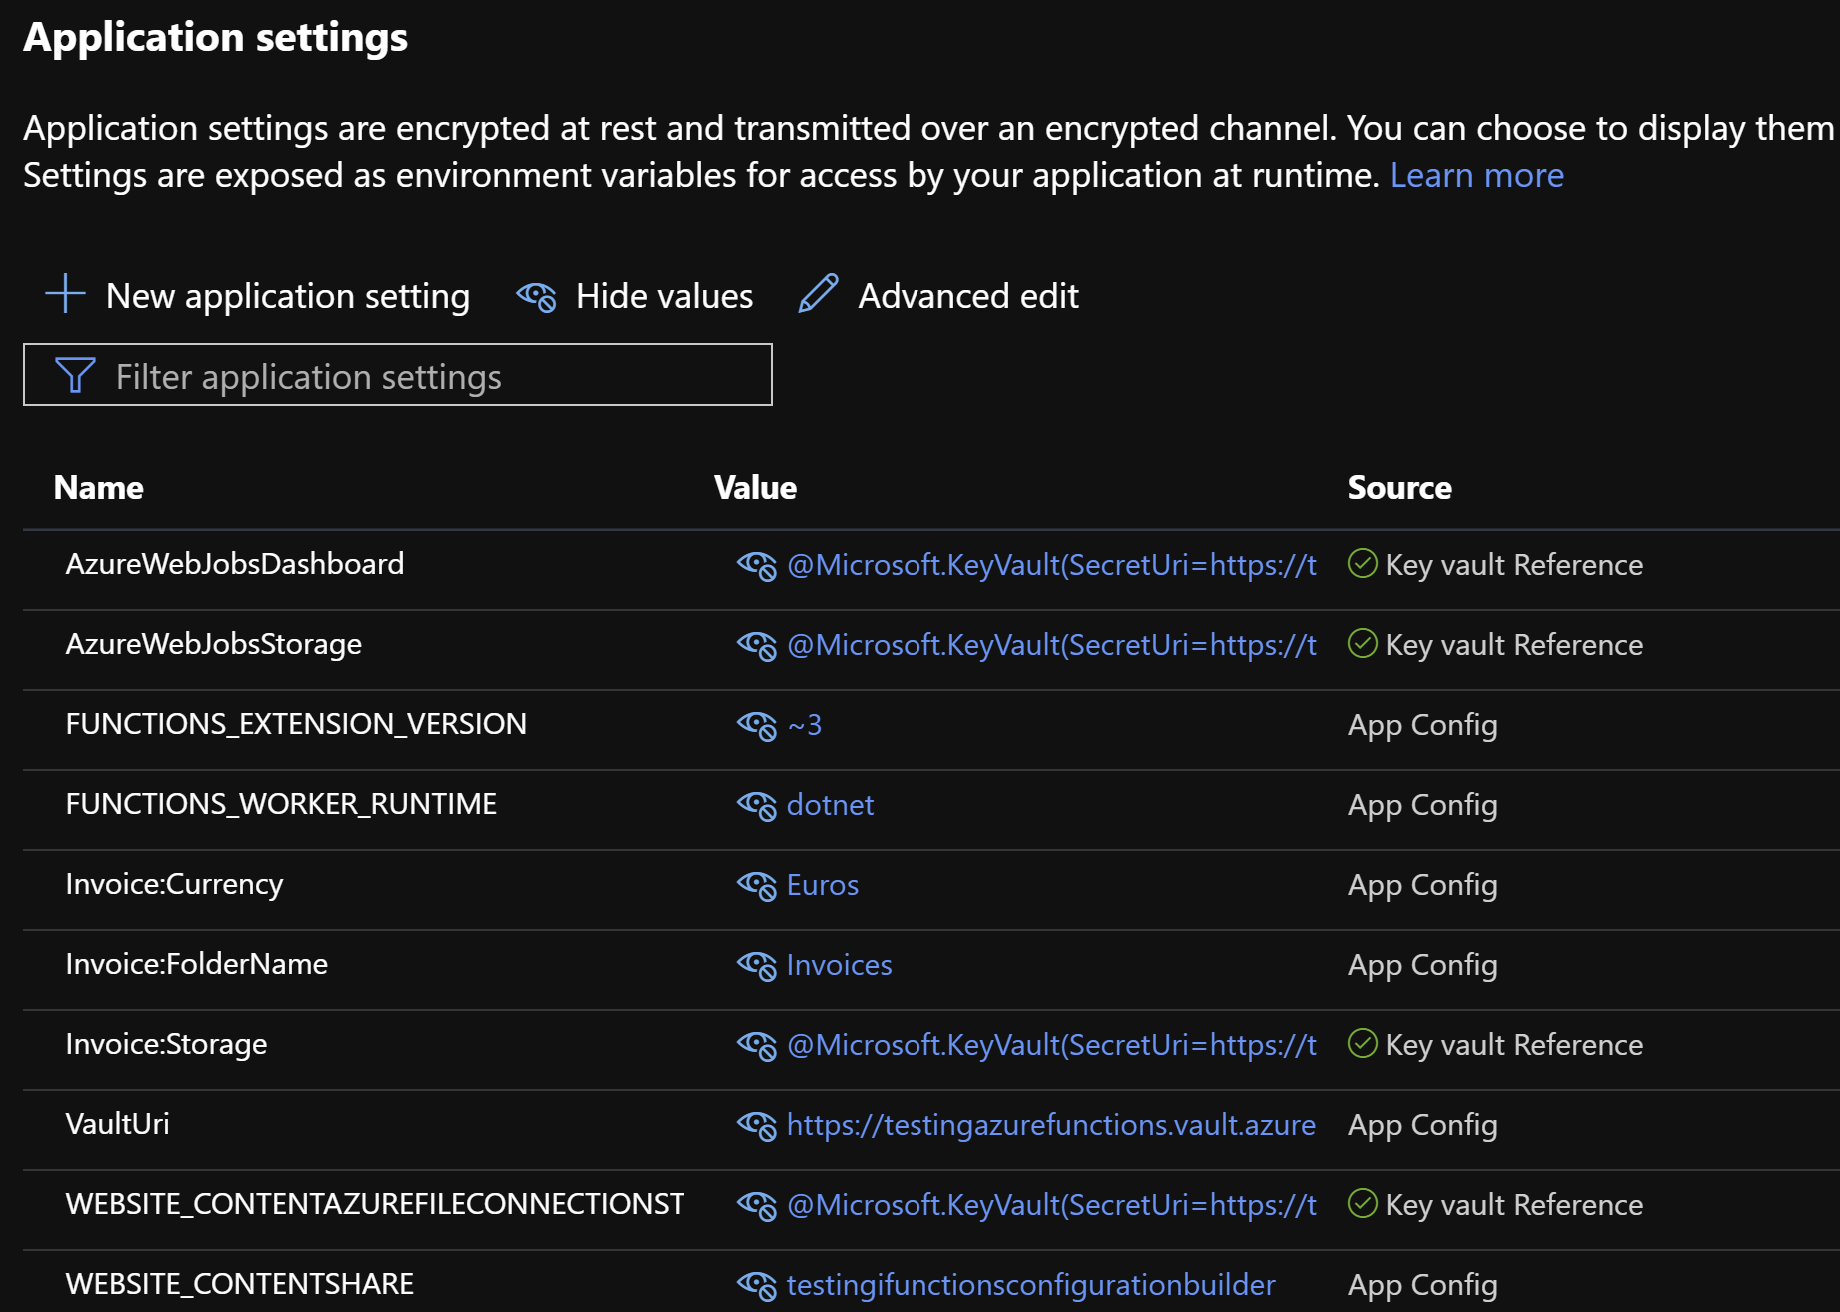 Application settings
Application settings are encrypted at rest and transmitted over an encrypted channel. You can choose to display them
Settings are exposed as environment variables for access by your application at runtime. Learn more
New application setting Hide values Advanced edit
Filter application settings
Name Value Source
AzureWebJobsDashboard @Microsoft.KeyVault(SecretUri=https://t Key vault Reference
AzureWebJobsStorage @Microsoft.KeyVault(SecretUri=https://t Key vault Reference
FUNCTIONS_EXTENSION_VERSION ~3 App Config
FUNCTIONS_WORKER_RUNTIME dotnet App Config
Invoice:Currency Euros App Config
Invoice:FolderName Invoices App Config
Invoice:Storage @Microsoft.KeyVault(SecretUri=https://t Key vault Reference
VaultUri https://testingazurefunctions.vault.azure App Config
WEBSITE_CONTENTAZUREFILECONNECTIONST @Microsoft.KeyVault(SecretUri=https://t Key vault Reference
WEBSITE_CONTENTSHARE testingifunctionsconfigurationbuilder App Config